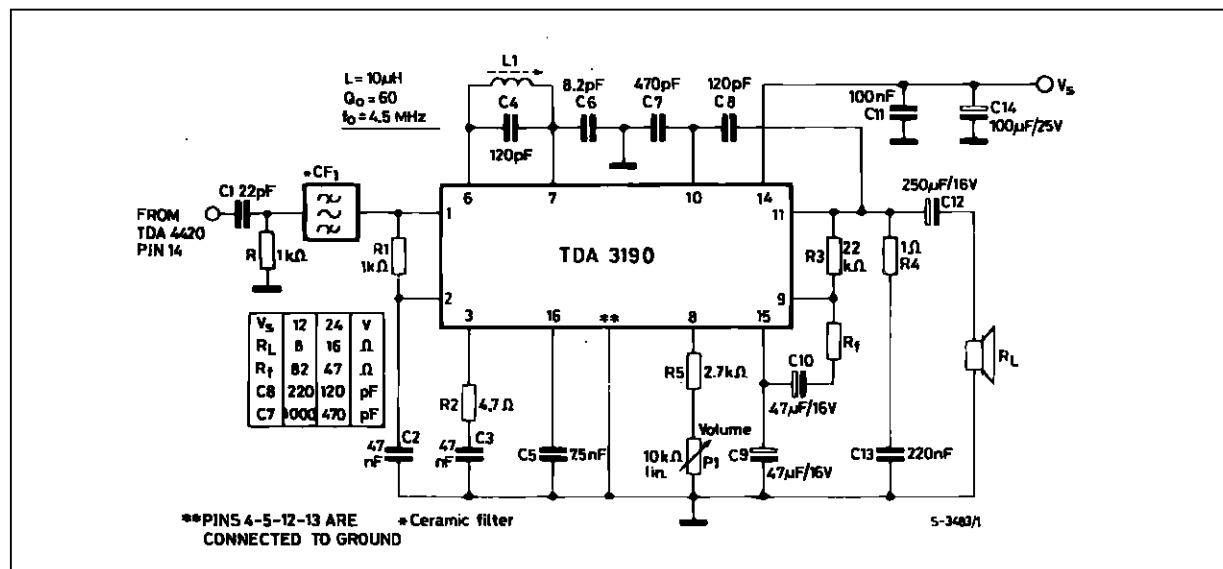 L1
L = 10µH
Q₀ = 60
f₀ = 4.5 MHz
C4
120pF
8.2pF
C6
470pF
C7
120pF
C8
100nF
C11
C14
100µF/25V
Vs
C1 22pF
*CF1
FROM
TDA 4420
PIN 14
R
1kΩ
R1
1kΩ
6
7
10
14
1
2
3
16
**
8
15
11
9
TDA 3190
R3
22
kΩ
1Ω
R4
250µF/16V
C12
Rf
RL
Vs 12 24 V
RL 8 16 Ω
Rf 82 47 Ω
C8 220 120 pF
C7 1000 470 pF
R2
4.7Ω
R5
2.7kΩ
C10
47µF/16V
47
nF
C2
47
nF
C3
C5
75nF
Volume
10kΩ
lin.
P1
C9
47µF/16V
C13
220nF
**PINS 4-5-12-13 ARE
CONNECTED TO GROUND
*Ceramic filter
S-3483/1